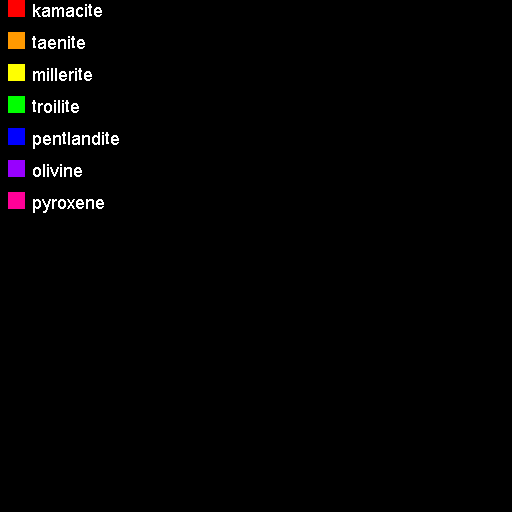 kamacite
taenite
millerite
troilite
pentlandite
olivine
pyroxene